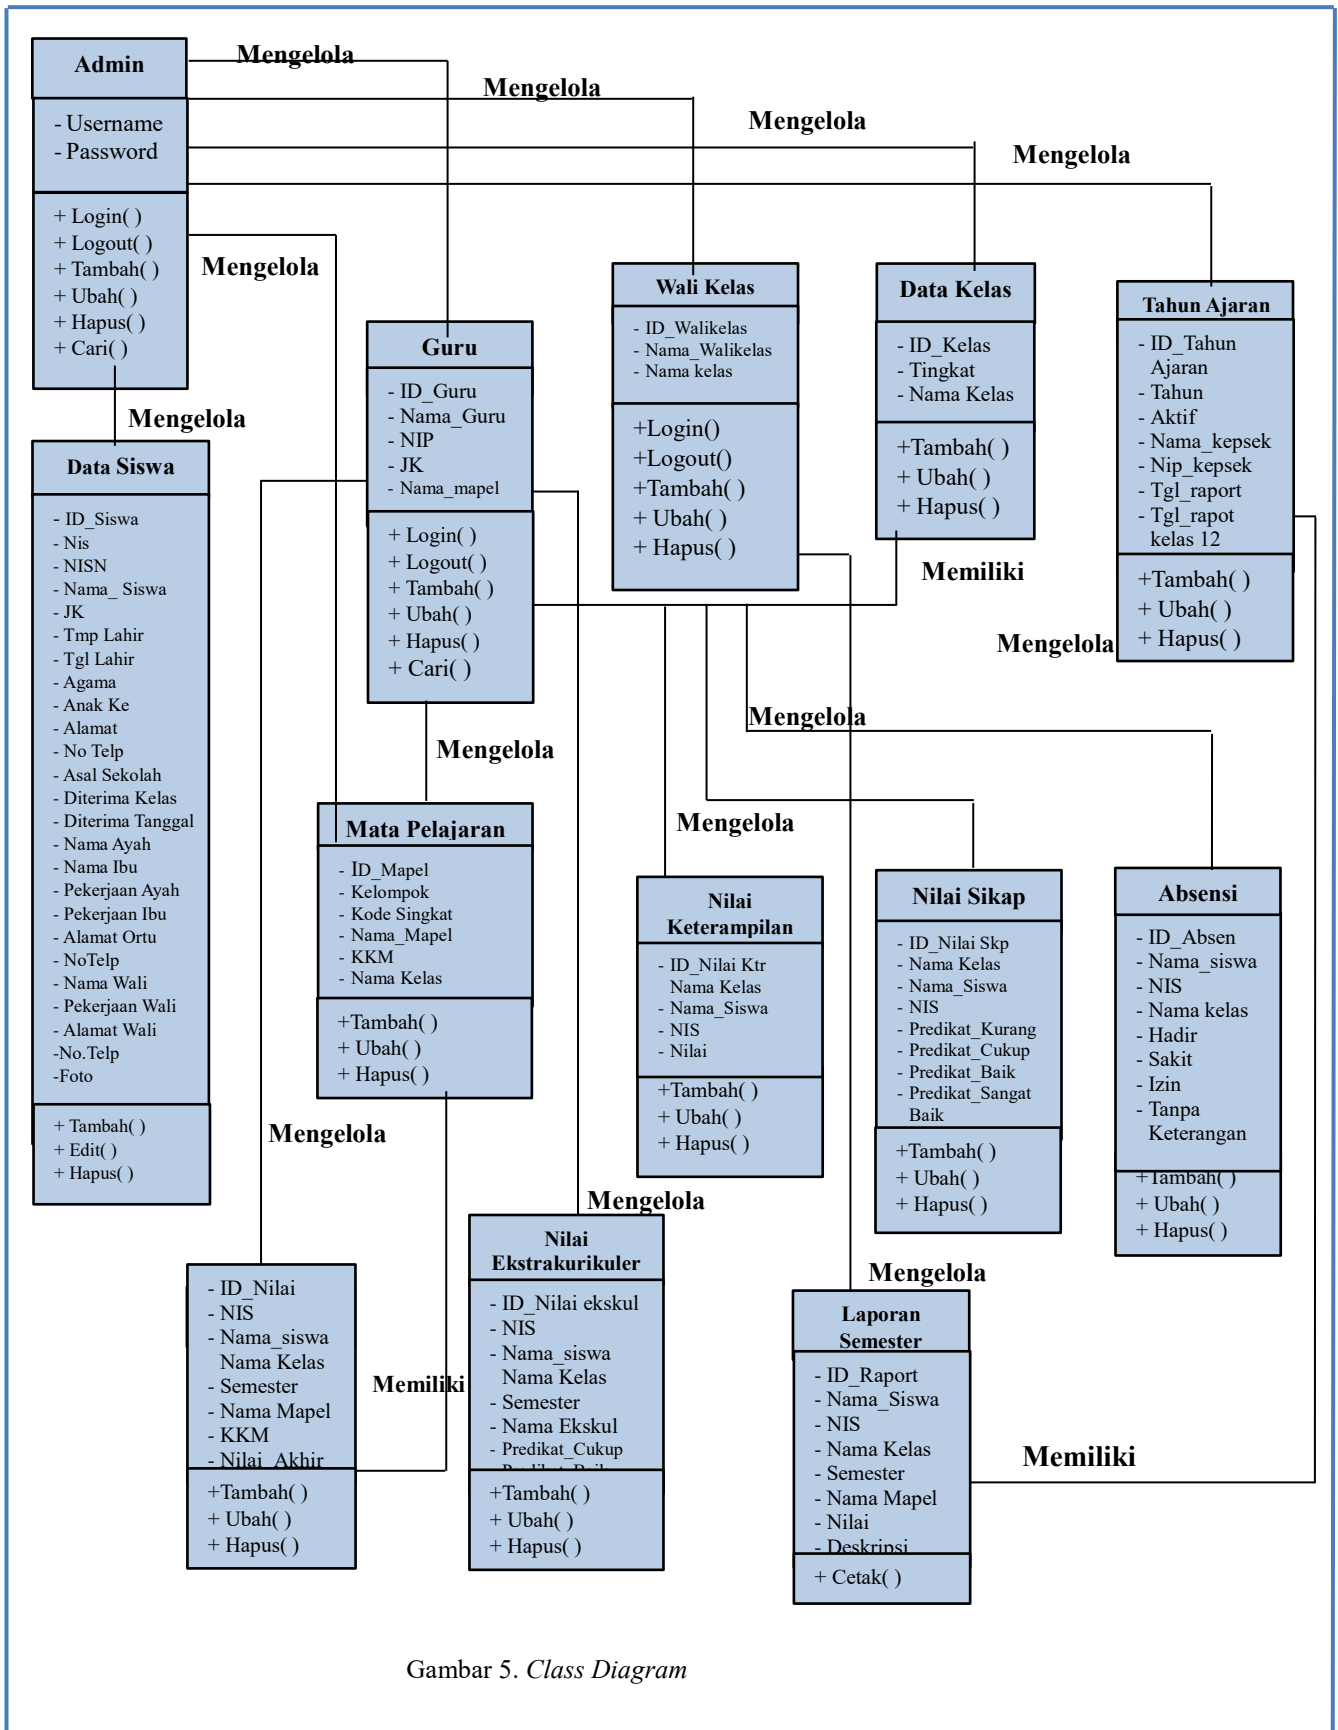 Admin
- Username
- Password
+ Login( )
+ Logout( )
+ Tambah( )
+ Ubah( )
+ Hapus( )
+ Cari( )
Mengelola
Mengelola
Mengelola
Mengelola
Mengelola
Mengelola
Guru
- ID_Guru
- Nama_Guru
- NIP
- JK
- Nama_mapel
+ Login( )
+ Logout( )
+ Tambah( )
+ Ubah( )
+ Hapus( )
+ Cari( )
Wali Kelas
- ID_Walikelas
- Nama_Walikelas
- Nama kelas
+Login()
+Logout()
+Tambah( )
+ Ubah( )
+ Hapus( )
Data Kelas
- ID_Kelas
- Tingkat
- Nama Kelas
+Tambah( )
+ Ubah( )
+ Hapus( )
Tahun Ajaran
- ID_Tahun
Ajaran
- Tahun
- Aktif
- Nama_kepsek
- Nip_kepsek
- Tgl_raport
- Tgl_rapot
kelas 12
+Tambah( )
+ Ubah( )
+ Hapus( )
Data Siswa
- ID_Siswa
- Nis
- NISN
- Nama_ Siswa
- JK
- Tmp Lahir
- Tgl Lahir
- Agama
- Anak Ke
- Alamat
- No Telp
- Asal Sekolah
- Diterima Kelas
- Diterima Tanggal
- Nama Ayah
- Nama Ibu
- Pekerjaan Ayah
- Pekerjaan Ibu
- Alamat Ortu
- NoTelp
- Nama Wali
- Pekerjaan Wali
- Alamat Wali
-No.Telp
-Foto
+ Tambah( )
+ Edit( )
+ Hapus( )
Memiliki
Mengelola
Mengelola
Mengelola
Mengelola
Mata Pelajaran
- ID_Mapel
- Kelompok
- Kode Singkat
- Nama_Mapel
- KKM
- Nama Kelas
+Tambah( )
+ Ubah( )
+ Hapus( )
Nilai
Keterampilan
- ID_Nilai Ktr
Nama Kelas
- Nama_Siswa
- NIS
- Nilai
+Tambah( )
+ Ubah( )
+ Hapus( )
Nilai Sikap
- ID_Nilai Skp
- Nama Kelas
- Nama_Siswa
- NIS
- Predikat_Kurang
- Predikat_Cukup
- Predikat_Baik
- Predikat_Sangat
Baik
+Tambah( )
+ Ubah( )
+ Hapus( )
Absensi
- ID_Absen
- Nama_siswa
- NIS
- Nama kelas
- Hadir
- Sakit
- Izin
- Tanpa
Keterangan
+Tambah( )
+ Ubah( )
+ Hapus( )
Mengelola
Mengelola
Mengelola
- ID_Nilai
- NIS
- Nama_siswa
Nama Kelas
- Semester
- Nama Mapel
- KKM
- Nilai_Akhir
+Tambah( )
+ Ubah( )
+ Hapus( )
Memiliki
Nilai
Ekstrakurikuler
- ID_Nilai ekskul
- NIS
- Nama_siswa
Nama Kelas
- Semester
- Nama Ekskul
- Predikat_Cukup
- Predikat_Baik
+Tambah( )
+ Ubah( )
+ Hapus( )
Laporan
Semester
- ID_Raport
- Nama_Siswa
- NIS
- Nama Kelas
- Semester
- Nama Mapel
- Nilai
- Deskripsi
+ Cetak( )
Memiliki
Gambar 5. Class Diagram